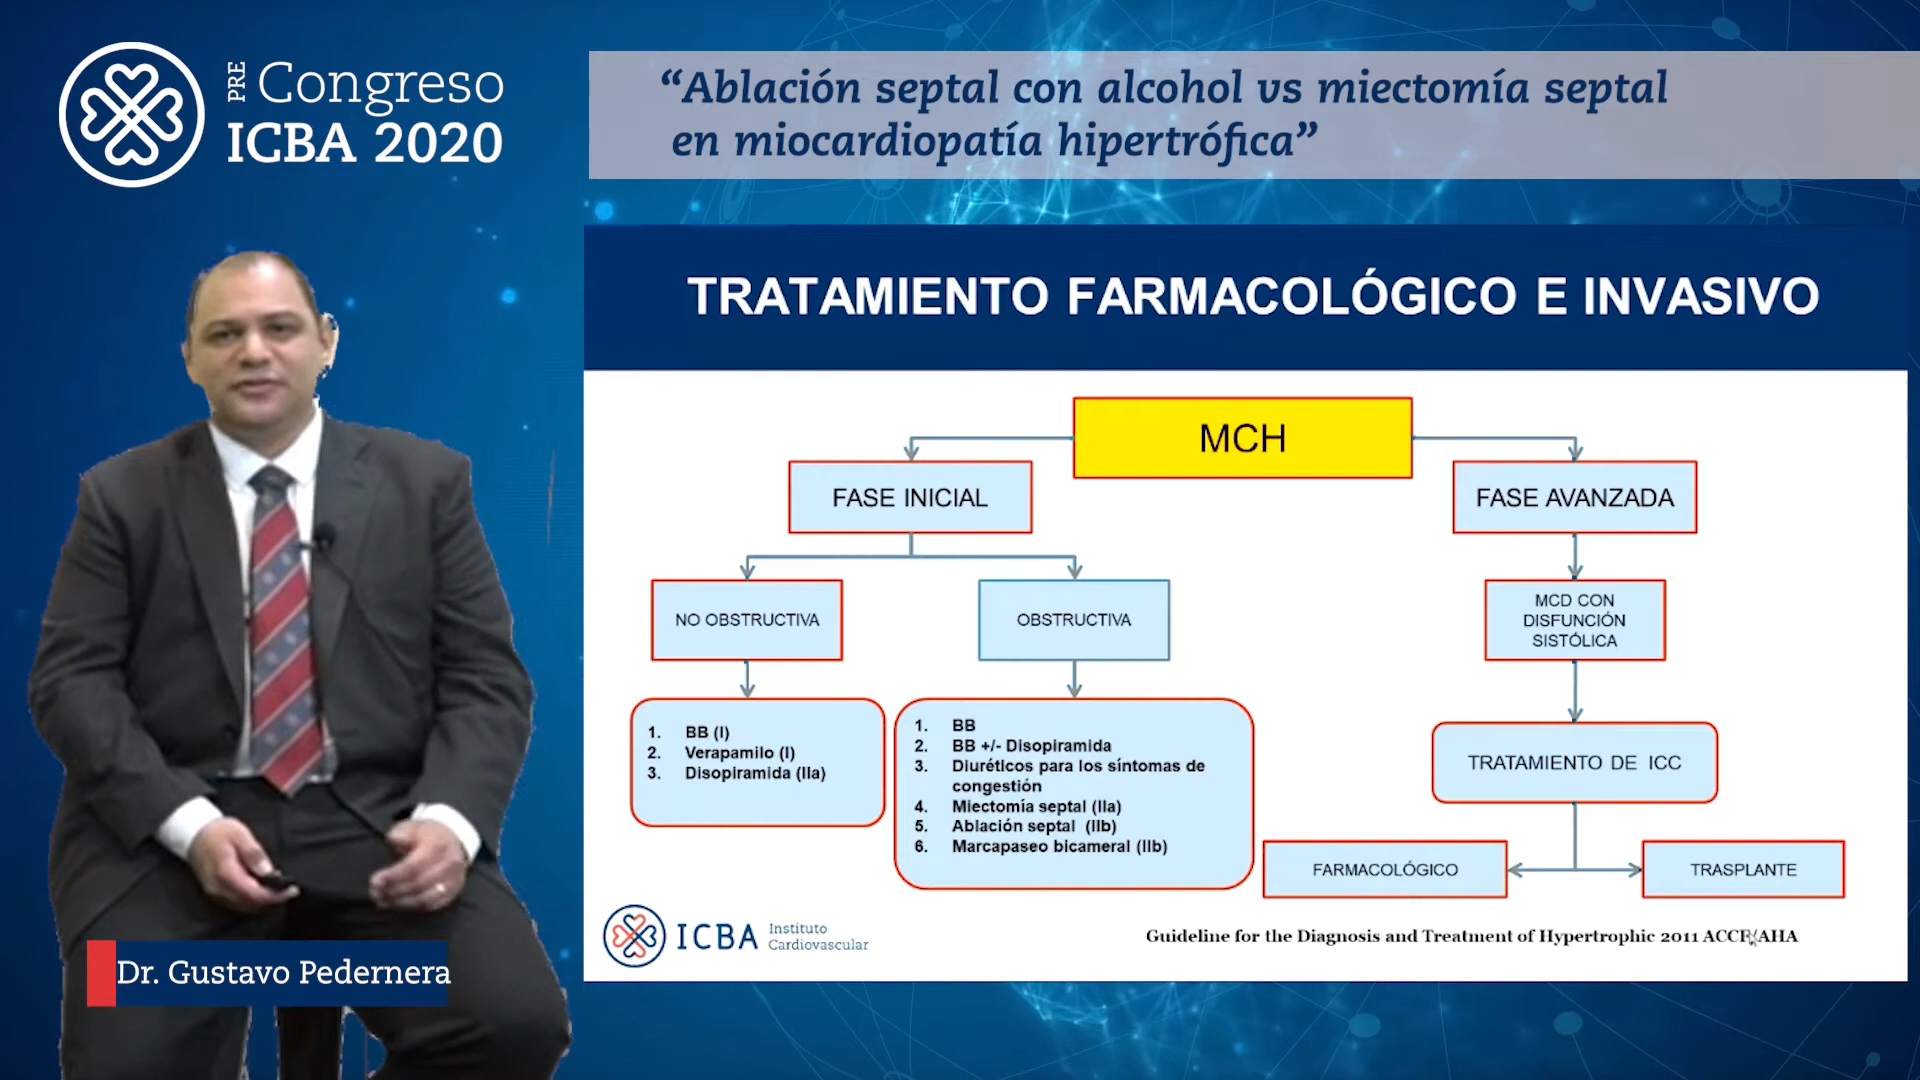 PRE
Congreso
ICBA 2020
“Ablación septal con alcohol vs miectomía septal
en miocardiopatía hipertrófica”
TRATAMIENTO FARMACOLÓGICO E INVASIVO
MCH
FASE INICIAL
FASE AVANZADA
NO OBSTRUCTIVA
OBSTRUCTIVA
MCD CON
DISFUNCIÓN
SISTÓLICA
1. BB (I)
2. Verapamilo (I)
3. Disopiramida (IIa)
1. BB
2. BB +/- Disopiramida
3. Diuréticos para los síntomas de
congestión
4. Miectomía septal (IIa)
5. Ablación septal (IIb)
6. Marcapaseo bicameral (IIb)
TRATAMIENTO DE ICC
FARMACOLÓGICO
TRASPLANTE
ICBA
Instituto
Cardiovascular
Guideline for the Diagnosis and Treatment of Hypertrophic 2011 ACCF/AHA
Dr. Gustavo Pedernera